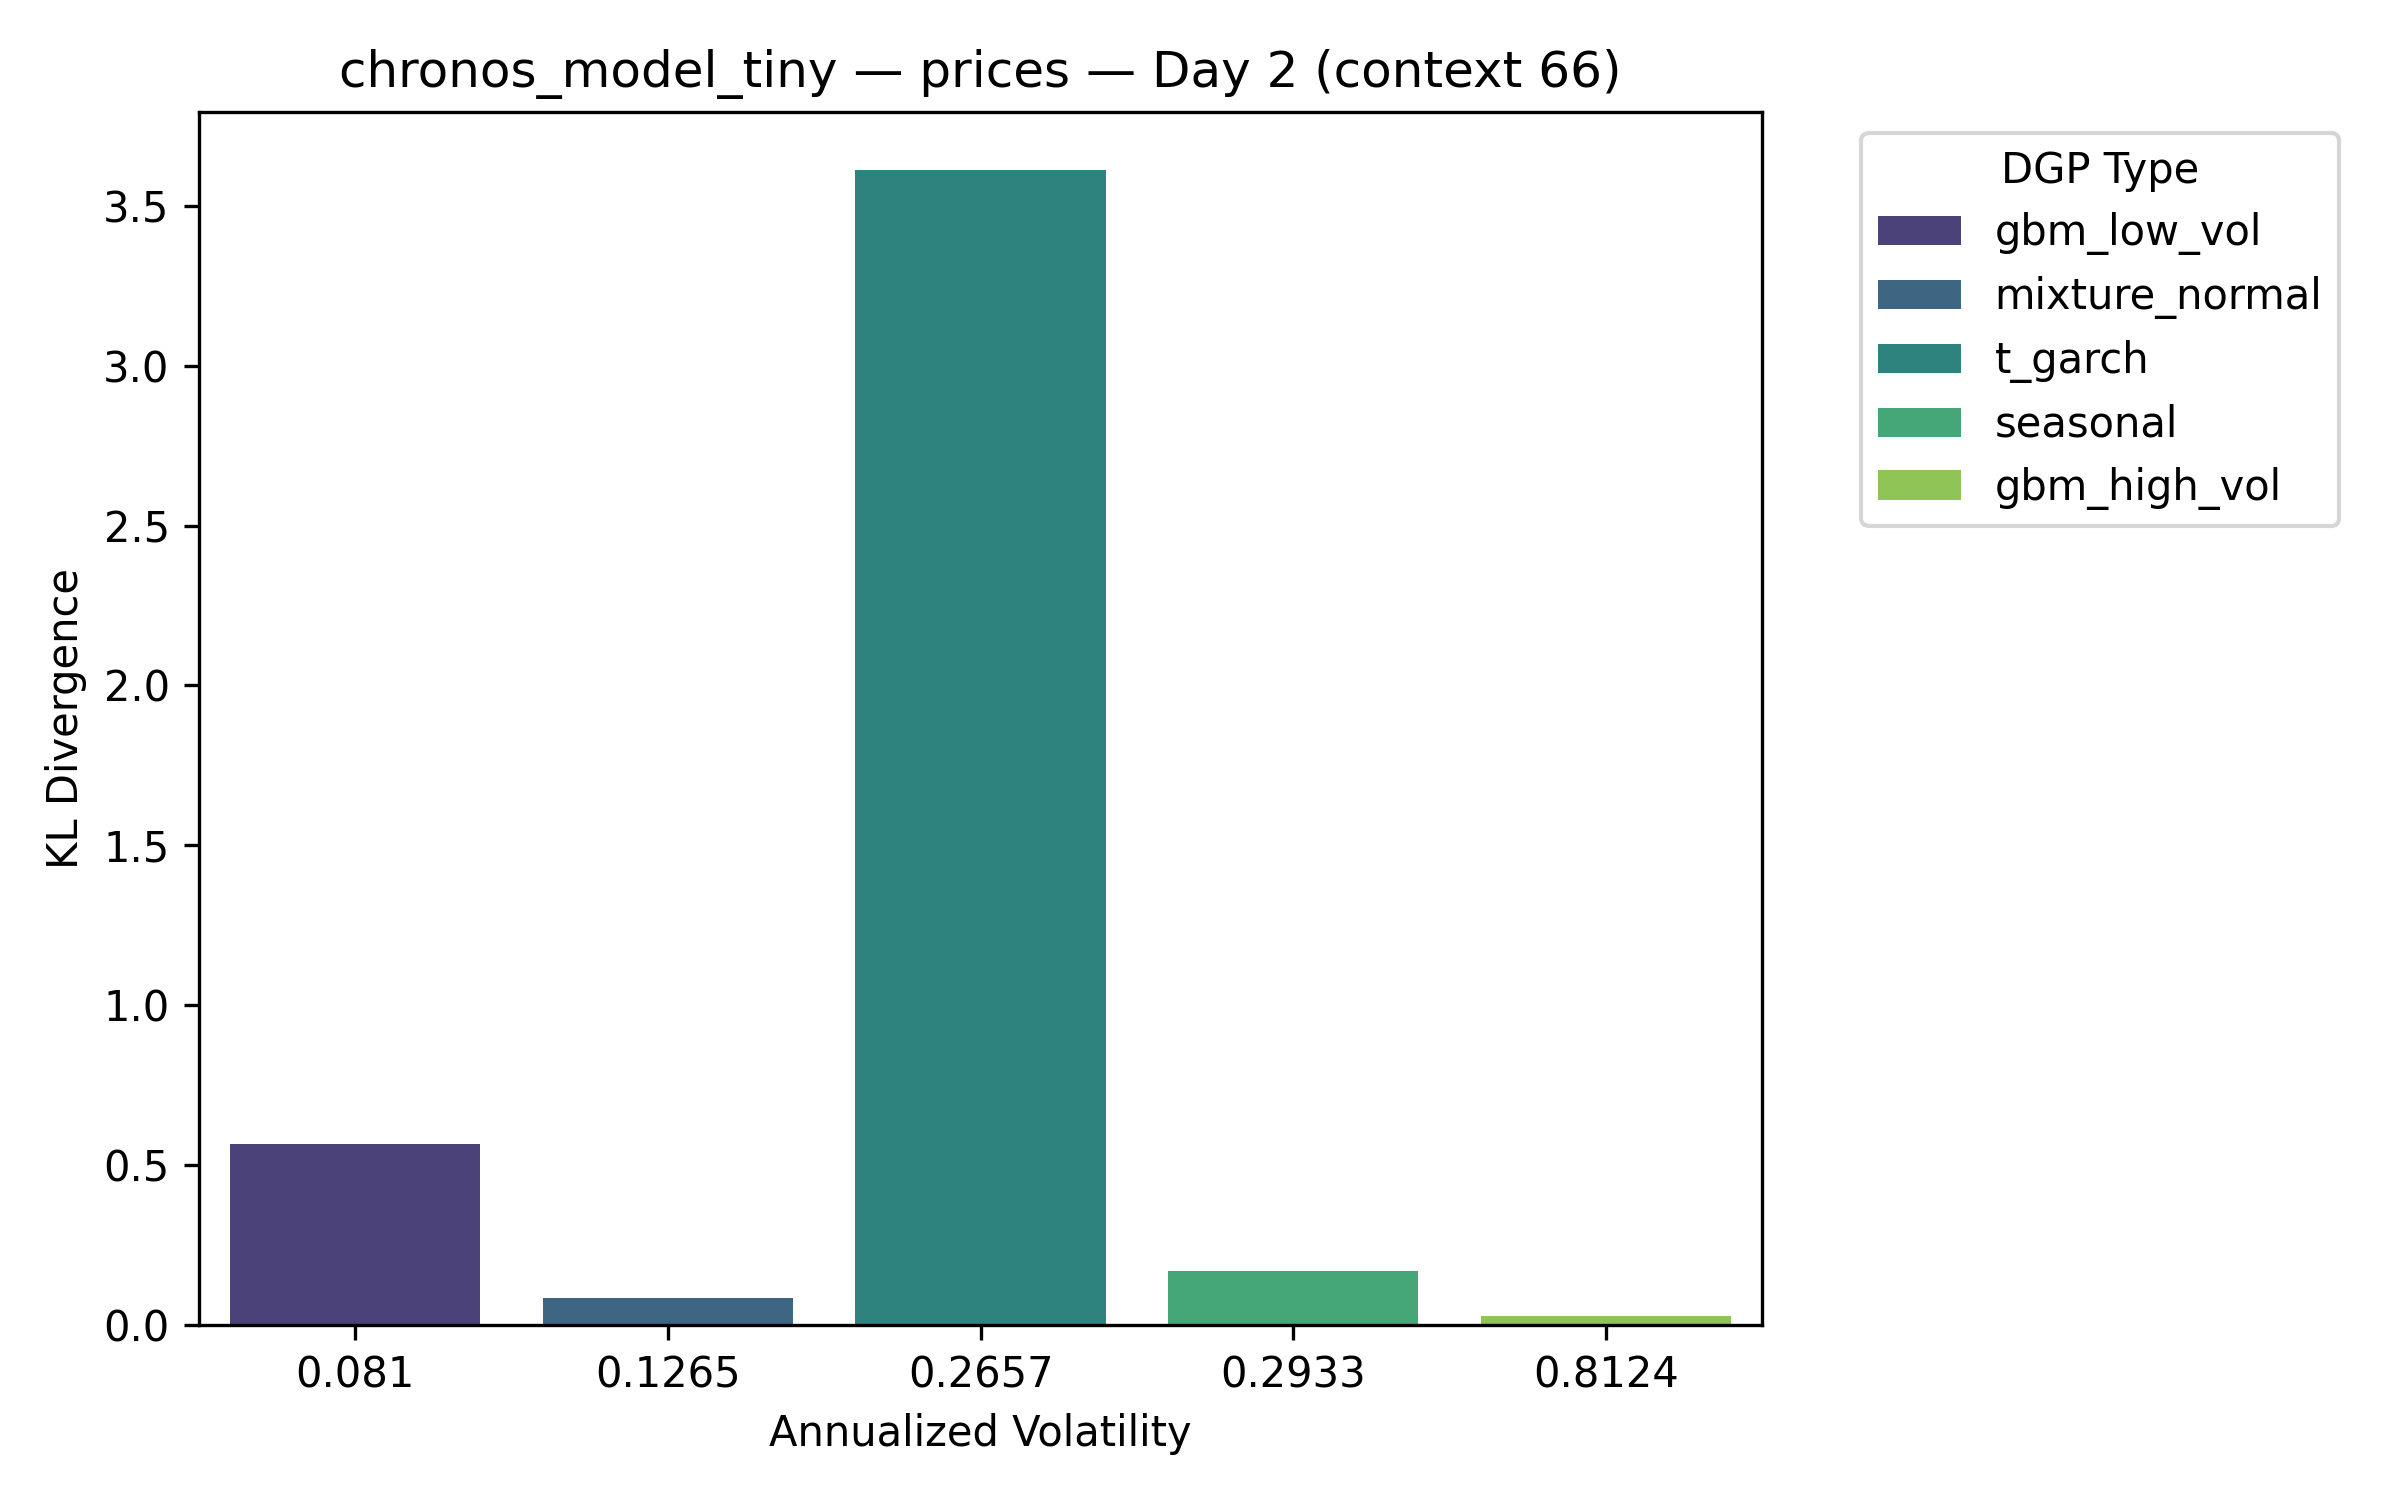 chronos_model_tiny — prices — Day 2 (context 66)
KL Divergence
3.5
3.0
2.5
2.0
1.5
1.0
0.5
0.0
0.081
0.1265
0.2657
0.2933
0.8124
Annualized Volatility
DGP Type
gbm_low_vol
mixture_normal
t_garch
seasonal
gbm_high_vol